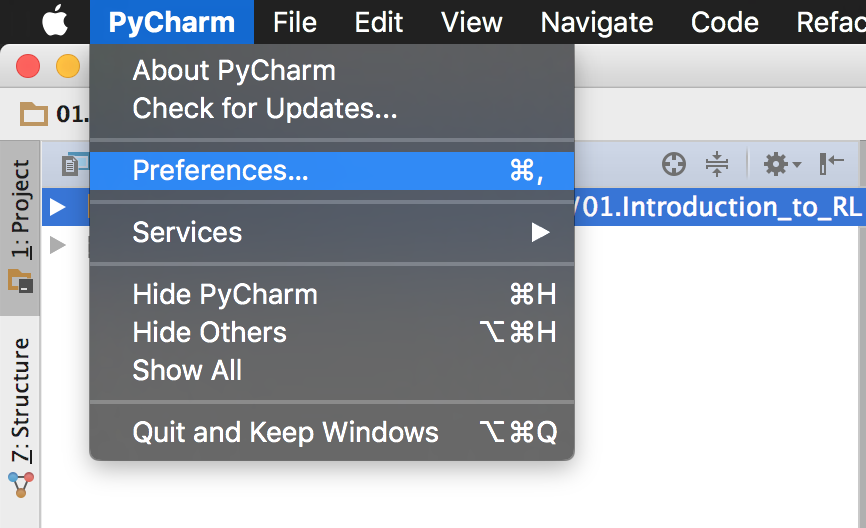 PyCharm File Edit View Navigate Code Refac
About PyCharm
Check for Updates...
01.
Preferences... ⌘,
/01.Introduction_to_RL
Services
Hide PyCharm ⌘H
Hide Others ⌥⌘H
Show All
Quit and Keep Windows ⌥⌘Q
1: Project
7: Structure